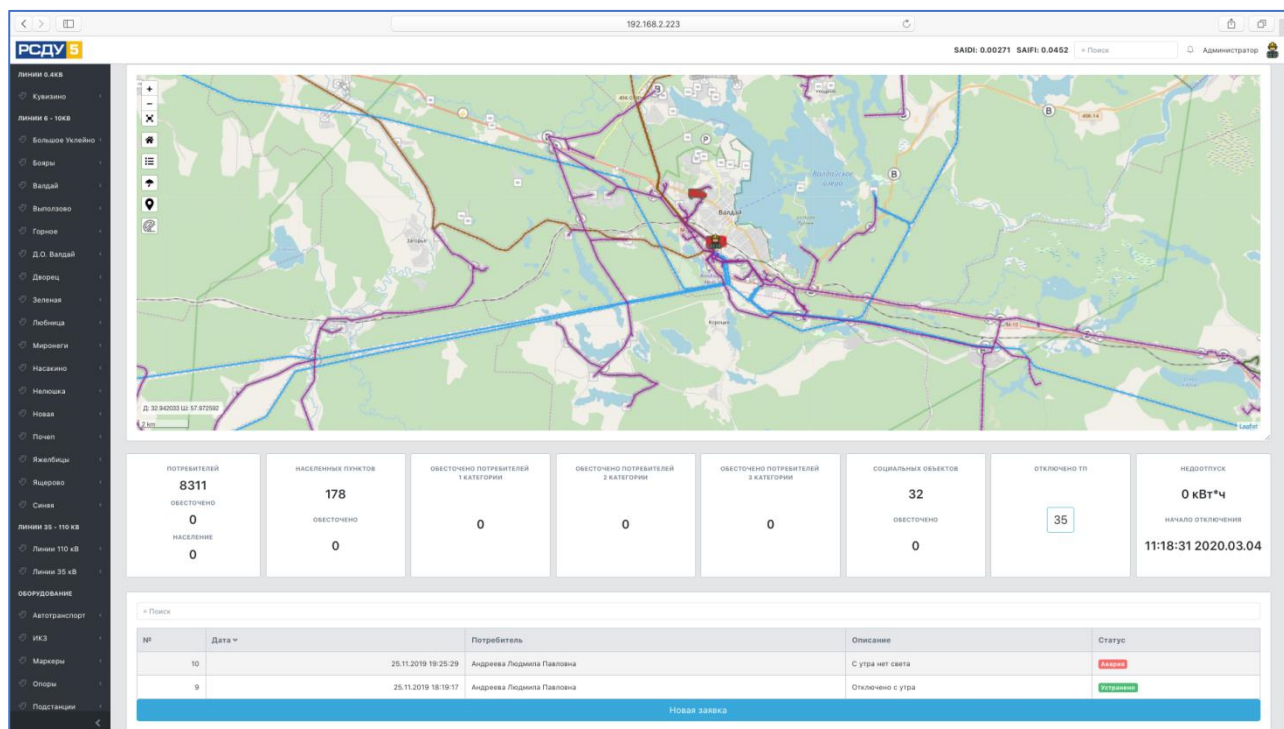 192.168.2.223
РСДУ 5
SAIDI: 0.00271 SAIFI: 0.0452
Поиск
Администратор
ЛИНИИ 0.4КВ
Кувизино
ЛИНИИ 6 - 10КВ
Большое Уклейно
Бояры
Валдай
Выползово
Горное
Д.О. Валдай
Дворец
Зеленая
Любница
Миронеги
Насакино
Нелюшка
Новая
Почеп
Яжелбицы
Ящерово
Синяя
ЛИНИИ 35 - 110 КВ
Линии 110 кВ
Линии 35 кВ
ОБОРУДОВАНИЕ
Автотранспорт
ИКЗ
Маркеры
Опоры
Подстанции
+
−
В
Р
В
Валдай
М-10
Д: 32.942033 Ш: 57.972592
2 km
Leaflet
ПОТРЕБИТЕЛЕЙ
8311
ОБЕСТОЧЕНО
0
НАСЕЛЕНИЕ
0
НАСЕЛЕННЫХ ПУНКТОВ
178
ОБЕСТОЧЕНО
0
ОБЕСТОЧЕНО ПОТРЕБИТЕЛЕЙ
1 КАТЕГОРИИ
0
ОБЕСТОЧЕНО ПОТРЕБИТЕЛЕЙ
2 КАТЕГОРИИ
0
ОБЕСТОЧЕНО ПОТРЕБИТЕЛЕЙ
3 КАТЕГОРИИ
0
СОЦИАЛЬНЫХ ОБЪЕКТОВ
32
ОБЕСТОЧЕНО
0
ОТКЛЮЧЕНО ТП
35
НЕДООТПУСК
0 кВт*ч
НАЧАЛО ОТКЛЮЧЕНИЯ
11:18:31 2020.03.04
Поиск
№ Дата Потребитель Описание Статус
10 25.11.2019 19:25:29 Андреева Людмила Павловна С утра нет света Авария
9 25.11.2019 18:19:17 Андреева Людмила Павловна Отключено с утра Устранено
Новая заявка